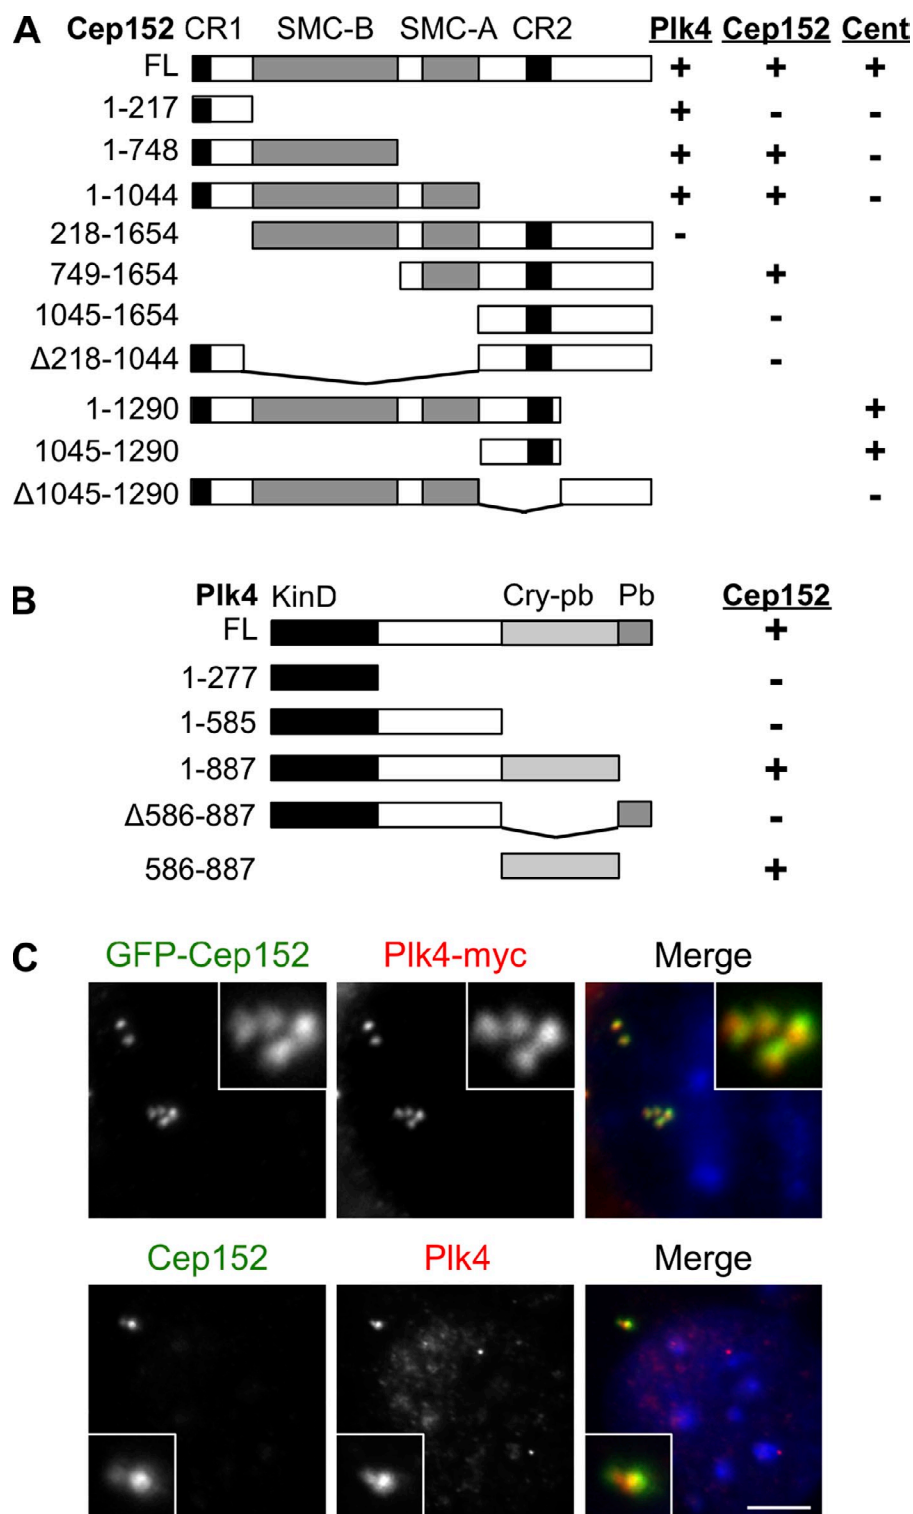 A Cep152 CR1 SMC-B SMC-A CR2 Plk4 Cep152 Cent
FL + + +
1-217 + - -
1-748 + + -
1-1044 + + -
218-1654 -
749-1654 +
1045-1654 -
Δ218-1044 -
1-1290 +
1045-1290 +
Δ1045-1290 -
B Plk4 KinD Cry-pb Pb Cep152
FL +
1-277 -
1-585 -
1-887 +
Δ586-887 -
586-887 +
C GFP-Cep152 Plk4-myc Merge
Cep152 Plk4 Merge